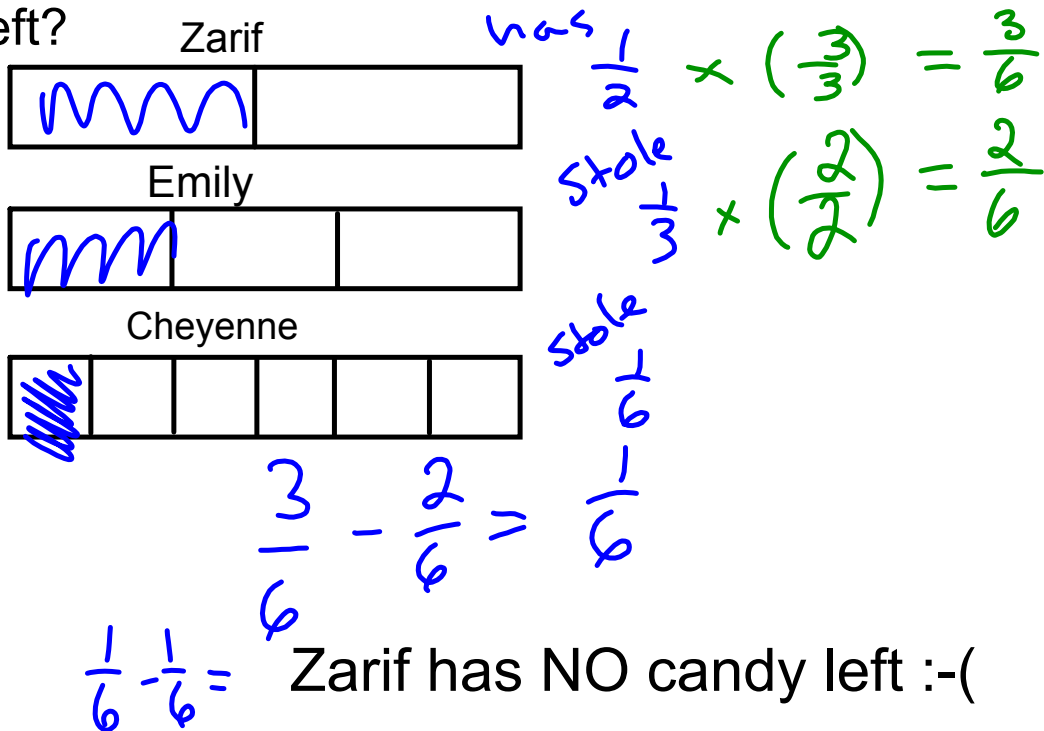 eft?
Zarif
has
1/2 × (3/3) = 3/6
Emily
stole
1/3 × (2/2) = 2/6
Cheyenne
stole
1/6
3/6 - 2/6 = 1/6
1/6 - 1/6 = Zarif has NO candy left :-(